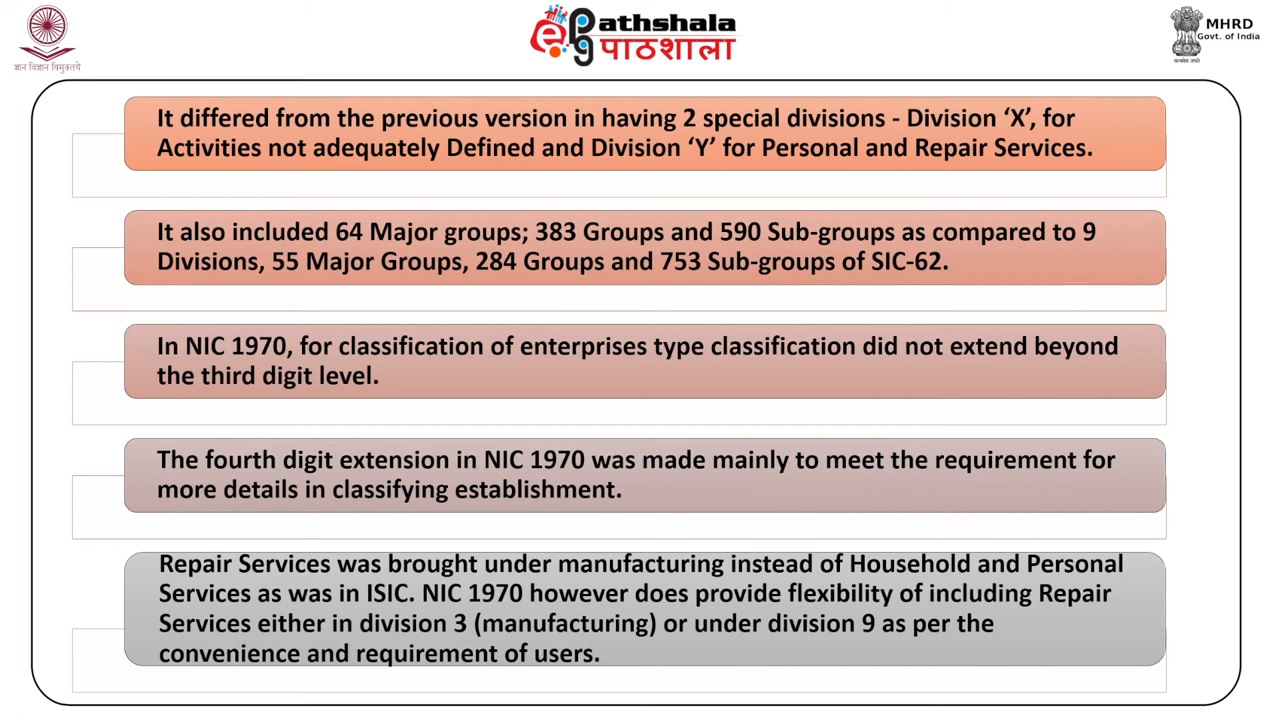 ज्ञान विज्ञान विमुक्तये
epg Pathshala
पाठशाला
MHRD
Govt. of India
सत्यमेव जयते
It differed from the previous version in having 2 special divisions - Division ‘X’, for
Activities not adequately Defined and Division ‘Y’ for Personal and Repair Services.
It also included 64 Major groups; 383 Groups and 590 Sub-groups as compared to 9
Divisions, 55 Major Groups, 284 Groups and 753 Sub-groups of SIC-62.
In NIC 1970, for classification of enterprises type classification did not extend beyond
the third digit level.
The fourth digit extension in NIC 1970 was made mainly to meet the requirement for
more details in classifying establishment.
Repair Services was brought under manufacturing instead of Household and Personal
Services as was in ISIC. NIC 1970 however does provide flexibility of including Repair
Services either in division 3 (manufacturing) or under division 9 as per the
convenience and requirement of users.